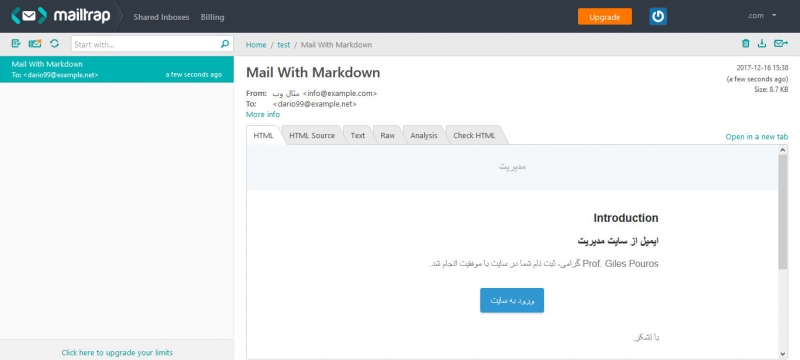 mailtrap
Shared Inboxes
Billing
Upgrade
.com
Start with...
Home / test / Mail With Markdown
Mail With Markdown
To: <dario99@example.net>
a few seconds ago
Mail With Markdown
2017-12-16 15:38
(a few seconds ago)
Size: 8.7 KB
From: مثال وب <info@example.com>
To: <dario99@example.net>
More info
HTML
HTML Source
Text
Raw
Analysis
Check HTML
Open in a new tab
مدیریت
Introduction
ایمیل از سایت مدیریت
Prof. Giles Pouros گرامی، ثبت نام شما در سایت با موفقیت انجام شد.
ورود به سایت
با تشکر.
Click here to upgrade your limits